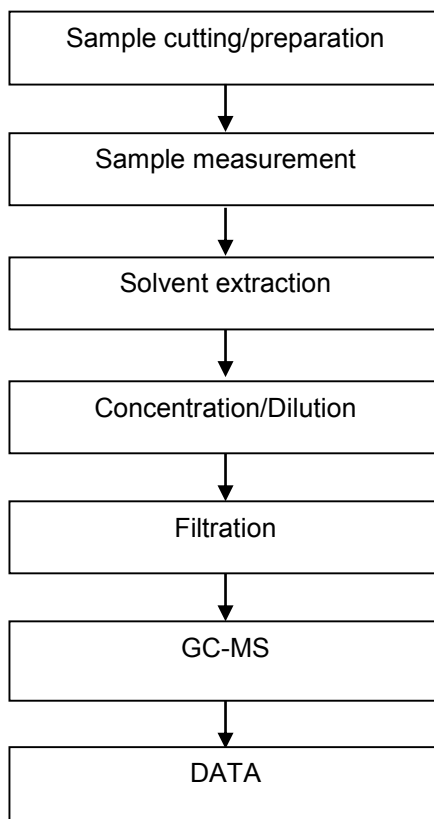 Sample cutting/preparation
Sample measurement
Solvent extraction
Concentration/Dilution
Filtration
GC-MS
DATA